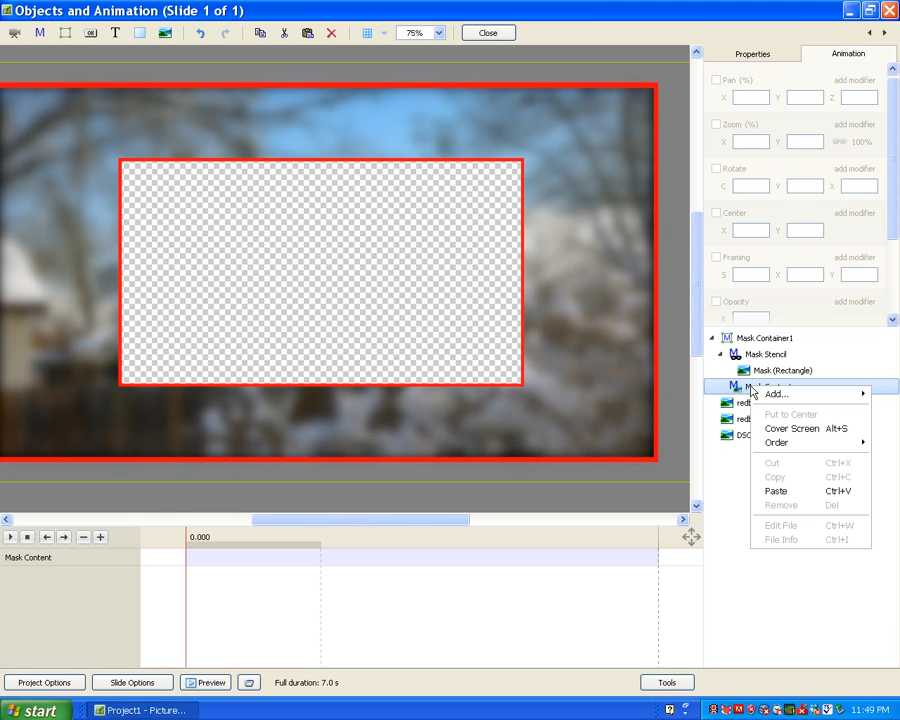 Objects and Animation (Slide 1 of 1)
M
OK
T
75%
Close
Properties
Animation
Pan (%)
add modifier
X
Y
Z
Zoom (%)
add modifier
X
Y
100%
Rotate
add modifier
C
Y
X
Center
add modifier
X
Y
Framing
add modifier
S
X
Y
Opacity
add modifier
Mask Container1
Mask Stencil
Mask (Rectangle)
Add...
Put to Center
Cover Screen Alt+S
Order
Cut Ctrl+X
Copy Ctrl+C
Paste Ctrl+V
Remove Del
Edit File Ctrl+W
File Info Ctrl+I
0.000
Mask Content
Project Options
Slide Options
Preview
Full duration: 7.0 s
Tools
start
Project1 - Picture...
11:49 PM